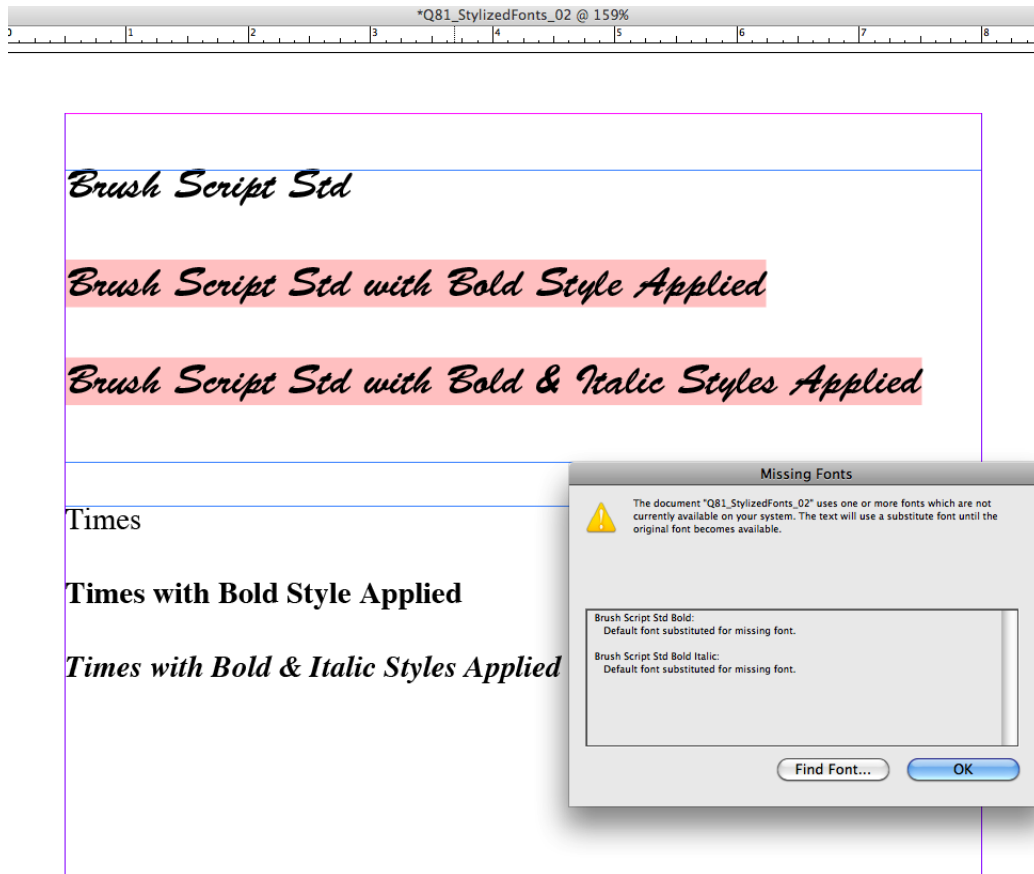 *Q81_StylizedFonts_02 @ 159%
0 1 2 3 4 5 6 7 8
Brush Script Std
Brush Script Std with Bold Style Applied
Brush Script Std with Bold & Italic Styles Applied
Times
Times with Bold Style Applied
Times with Bold & Italic Styles Applied
Missing Fonts
The document "Q81_StylizedFonts_02" uses one or more fonts which are not
currently available on your system. The text will use a substitute font until the
original font becomes available.
Brush Script Std Bold:
Default font substituted for missing font.
Brush Script Std Bold Italic:
Default font substituted for missing font.
Find Font... OK